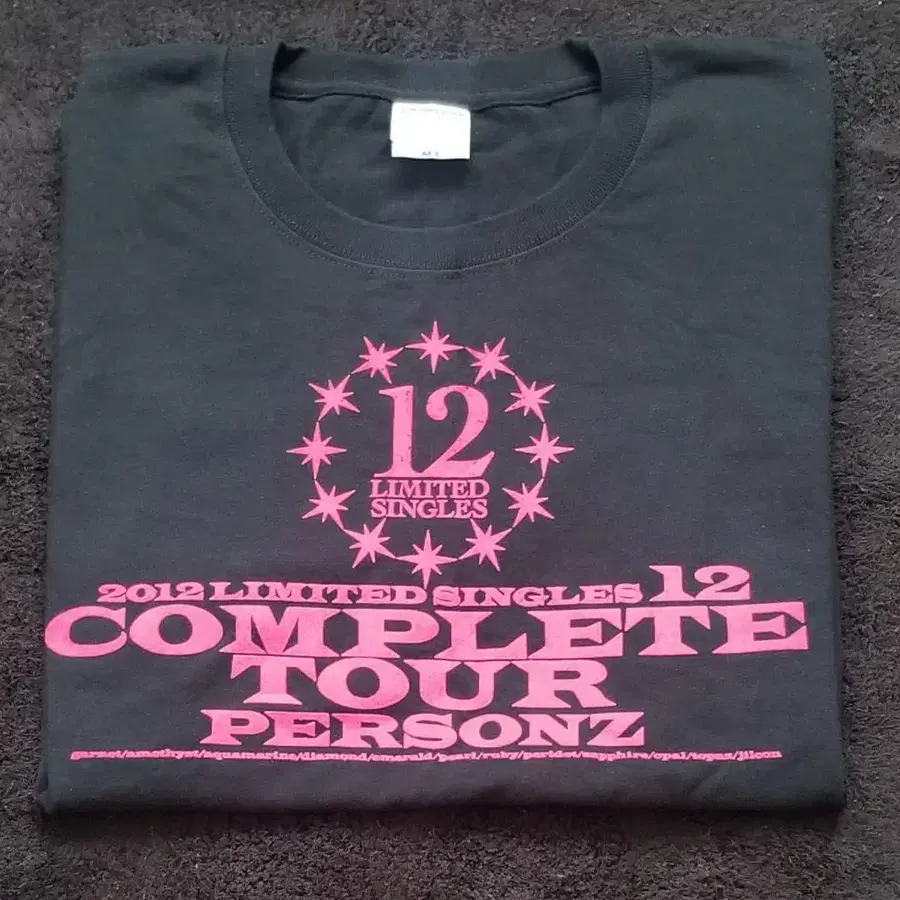 12
LIMITED
SINGLES
2012 LIMITED SINGLES 12
COMPLETE
TOUR
PERSONZ
garnet/amethyst/aquamarine/diamond/emerald/pearl/ruby/peridot/sapphire/opal/topaz/jilcon